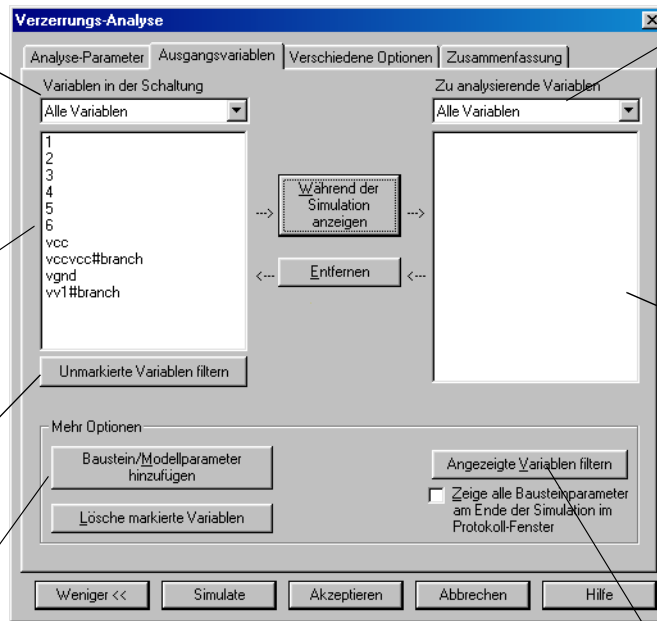 Verzerrungs-Analyse
Analyse-Parameter
Ausgangsvariablen
Verschiedene Optionen
Zusammenfassung
Variablen in der Schaltung
Alle Variablen
1
2
3
4
5
6
vcc
vccvcc#branch
vgnd
vv1#branch
Unmarkierte Variablen filtern
--->
Während der
Simulation
anzeigen
--->
<---
Entfernen
<---
Zu analysierende Variablen
Alle Variablen
Mehr Optionen
Baustein/Modellparameter
hinzufügen
Lösche markierte Variablen
Angezeigte Variablen filtern
Zeige alle Bausteinparameter
am Ende der Simulation im
Protokoll-Fenster
Weniger <<
Simulate
Akzeptieren
Abbrechen
Hilfe